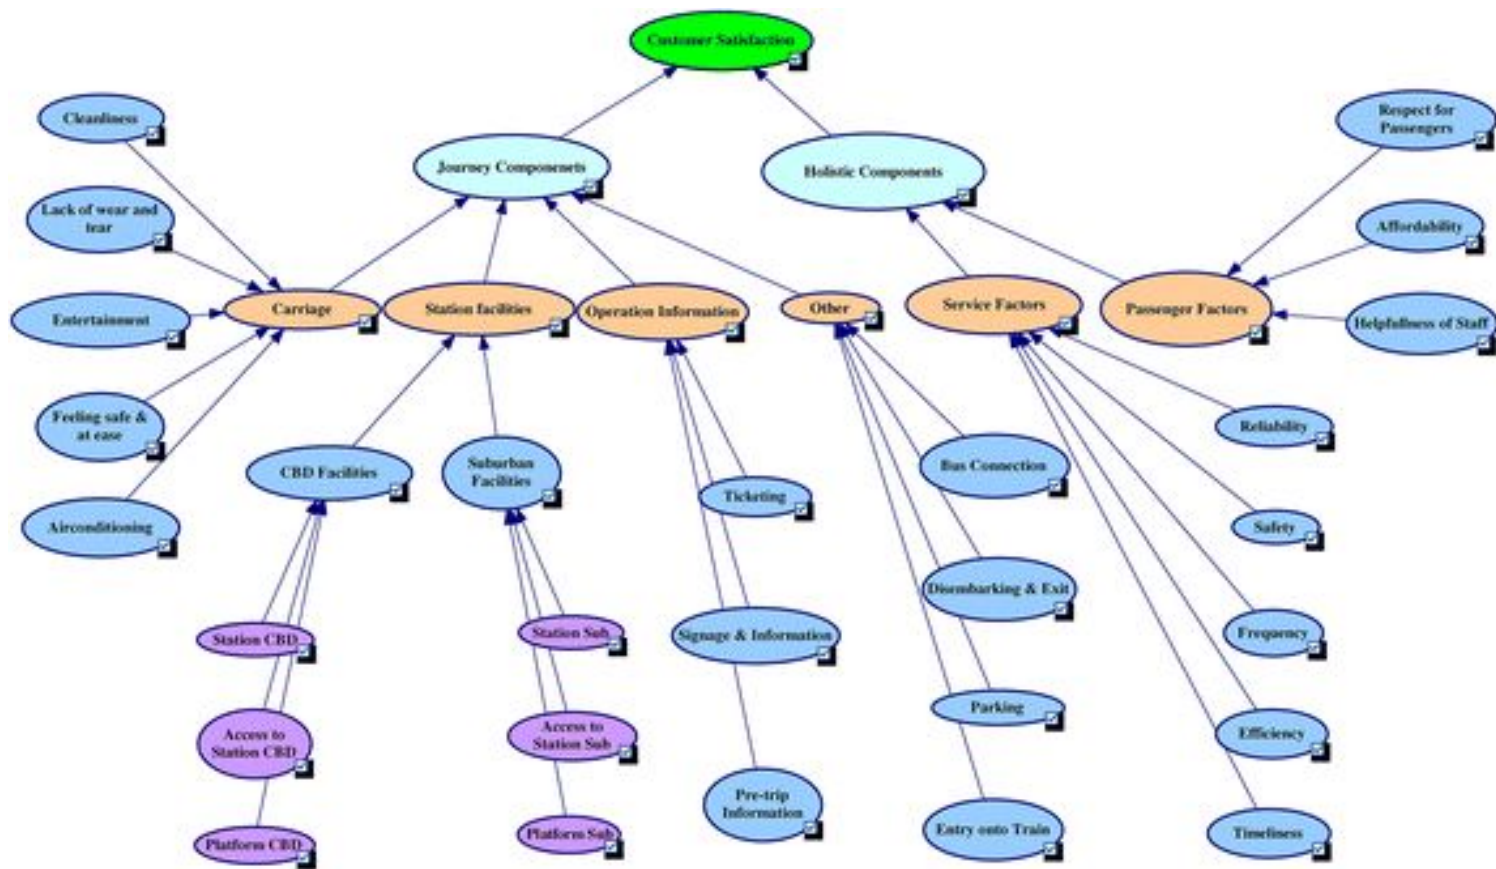 Customer Satisfaction
Cleanliness
Respect for
Passengers
Journey Componenets
Holistic Components
Lack of wear and
tear
Affordability
Entertainment
Carriage
Station facilities
Operation Information
Other
Service Factors
Passenger Factors
Helpfullness of Staff
Feeling safe &
at ease
Reliability
CBD Facilities
Suburban
Facilities
Bus Connection
Ticketing
Airconditioning
Safety
Disembarking & Exit
Station CBD
Station Sub
Signage & Information
Frequency
Parking
Access to
Station CBD
Access to
Station Sub
Efficiency
Pre-trip
Information
Platform CBD
Platform Sub
Entry onto Train
Timeliness